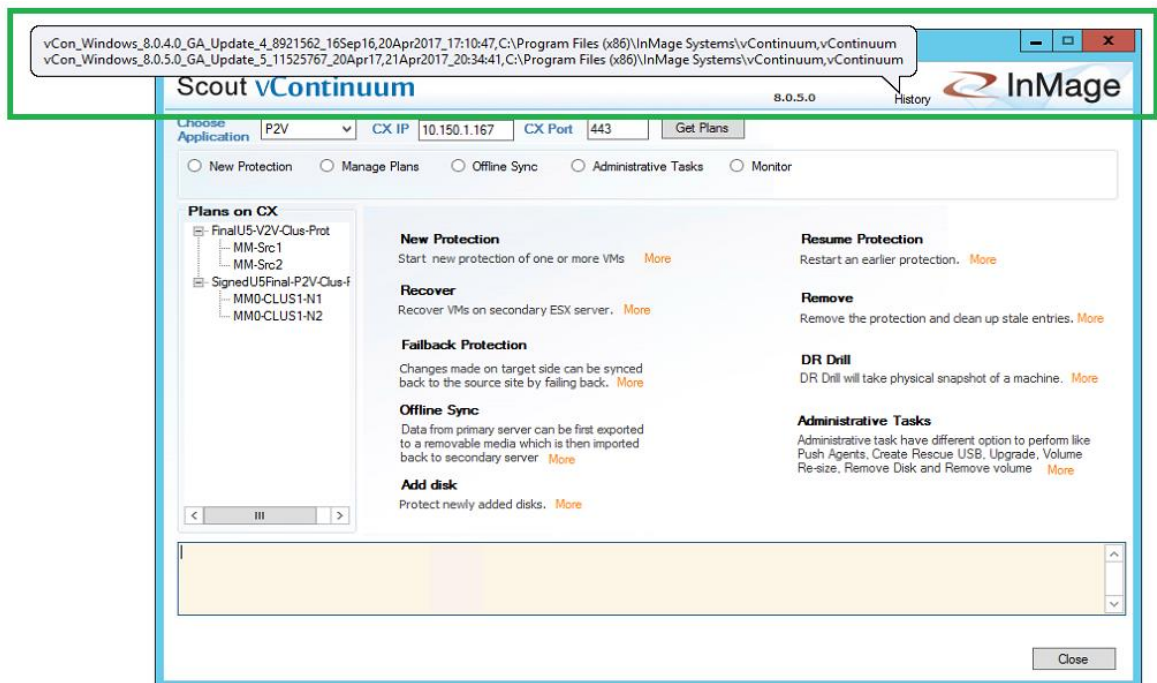 vCon_Windows_8.0.4.0_GA_Update_4_8921562_16Sep16,20Apr2017_17:10:47,C:\Program Files (x86)\InMage Systems\vContinuum,vContinuum
vCon_Windows_8.0.5.0_GA_Update_5_11525767_20Apr17,21Apr2017_20:34:41,C:\Program Files (x86)\InMage Systems\vContinuum,vContinuum
Scout vContinuum
8.0.5.0
History
InMage
Choose
Application
P2V
CX IP
10.150.1.167
CX Port
443
Get Plans
New Protection
Manage Plans
Offline Sync
Administrative Tasks
Monitor
Plans on CX
FinalU5-V2V-Clus-Prot
MM-Src1
MM-Src2
SignedU5Final-P2V-Clus-F
MM0-CLUS1-N1
MM0-CLUS1-N2
New Protection
Start new protection of one or more VMs More
Recover
Recover VMs on secondary ESX server. More
Failback Protection
Changes made on target side can be synced
back to the source site by failing back. More
Offline Sync
Data from primary server can be first exported
to a removable media which is then imported
back to secondary server More
Add disk
Protect newly added disks. More
Resume Protection
Restart an earlier protection. More
Remove
Remove the protection and clean up stale entries. More
DR Drill
DR Drill will take physical snapshot of a machine. More
Administrative Tasks
Administrative task have different option to perform like
Push Agents, Create Rescue USB, Upgrade, Volume
Re-size, Remove Disk and Remove volume More
Close